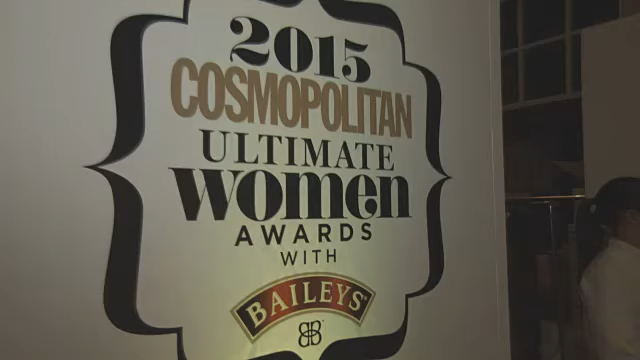 2015
COSMOPOLITAN
ULTIMATE
women
AWARDS
WITH
BAILEYS